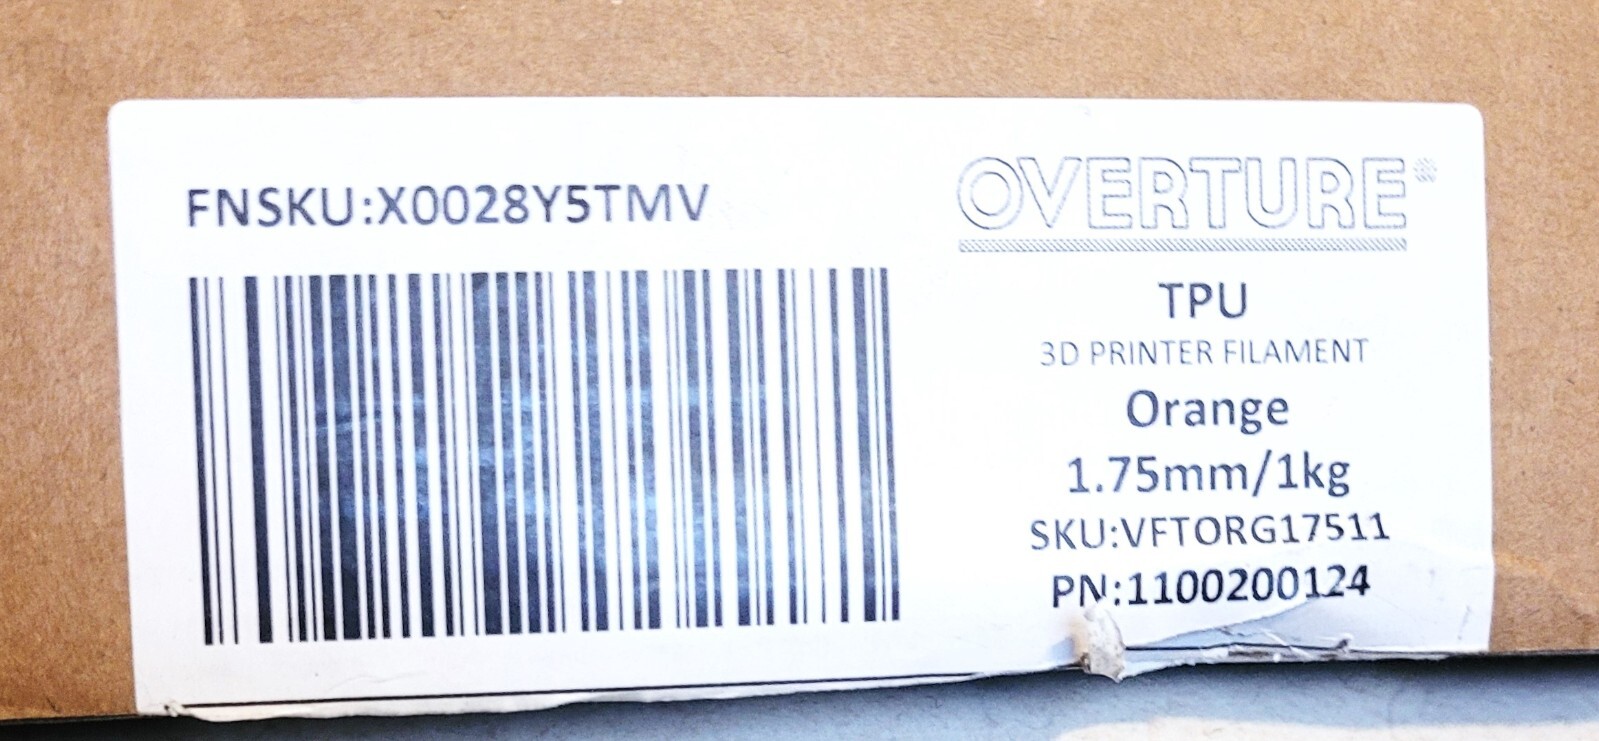 FNSKU:X0028Y5TMV
OVERTURE®
TPU
3D PRINTER FILAMENT
Orange
1.75mm/1kg
SKU:VFTORG17511
PN:1100200124